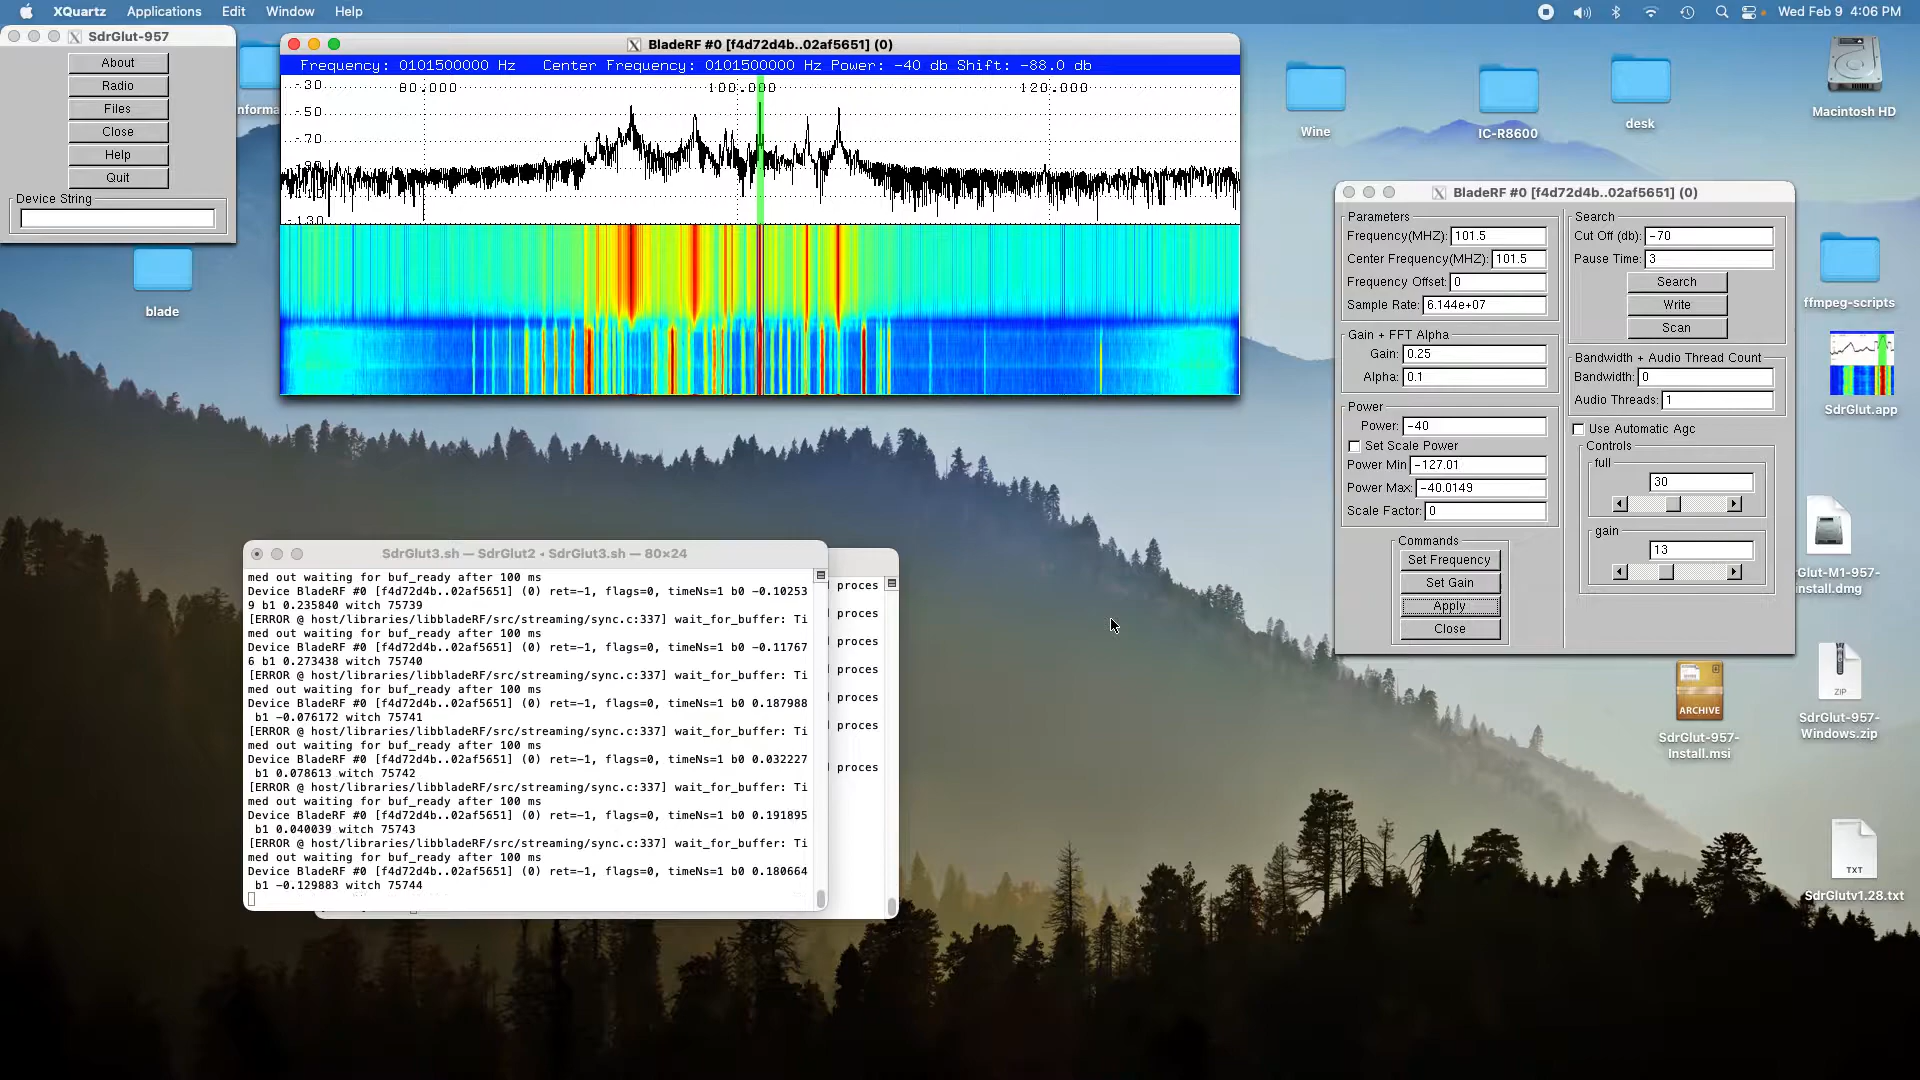 XQuartz Applications Edit Window Help
Wed Feb 9 4:06 PM
SdrGlut-957
About
Radio
Files
Close
Help
Quit
Device String
blade
BladeRF #0 [f4d72d4b..02af5651] (0)
Frequency: 0101500000 Hz Center Frequency: 0101500000 Hz Power: -40 db Shift: -88.0 db
-30
80.000 100.000 120.000
-50
-70
-130
Wine
IC-R8600
desk
Macintosh HD
ffmpeg-scripts
SdrGlut.app
install.dmg
ZIP
SdrGlut-957-
Windows.zip
ARCHIVE
SdrGlut-957-
Install.msi
TXT
SdrGlutv1.28.txt
BladeRF #0 [f4d72d4b..02af5651] (0)
Parameters
Frequency(MHZ): 101.5
Center Frequency(MHZ): 101.5
Frequency Offset: 0
Sample Rate: 6.144e+07
Gain + FFT Alpha
Gain: 0.25
Alpha: 0.1
Power
Power: -40
Set Scale Power
Power Min -127.01
Power Max: -40.0149
Scale Factor: 0
Commands
Set Frequency
Set Gain
Apply
Close
Search
Cut Off (db): -70
Pause Time: 3
Search
Write
Scan
Bandwidth + Audio Thread Count
Bandwidth: 0
Audio Threads: 1
Use Automatic Agc
Controls
full
30
gain
13
SdrGlut3.sh — SdrGlut2 ◂ SdrGlut3.sh — 80×24
med out waiting for buf_ready after 100 ms
Device BladeRF #0 [f4d72d4b..02af5651] (0) ret=-1, flags=0, timeNs=1 b0 -0.10253
9 b1 0.235840 witch 75739
[ERROR @ host/libraries/libbladeRF/src/streaming/sync.c:337] wait_for_buffer: Ti
med out waiting for buf_ready after 100 ms
Device BladeRF #0 [f4d72d4b..02af5651] (0) ret=-1, flags=0, timeNs=1 b0 -0.11767
6 b1 0.273438 witch 75740
[ERROR @ host/libraries/libbladeRF/src/streaming/sync.c:337] wait_for_buffer: Ti
med out waiting for buf_ready after 100 ms
Device BladeRF #0 [f4d72d4b..02af5651] (0) ret=-1, flags=0, timeNs=1 b0 0.187988
b1 -0.076172 witch 75741
[ERROR @ host/libraries/libbladeRF/src/streaming/sync.c:337] wait_for_buffer: Ti
med out waiting for buf_ready after 100 ms
Device BladeRF #0 [f4d72d4b..02af5651] (0) ret=-1, flags=0, timeNs=1 b0 0.032227
b1 0.078613 witch 75742
[ERROR @ host/libraries/libbladeRF/src/streaming/sync.c:337] wait_for_buffer: Ti
med out waiting for buf_ready after 100 ms
Device BladeRF #0 [f4d72d4b..02af5651] (0) ret=-1, flags=0, timeNs=1 b0 0.191895
b1 0.040039 witch 75743
[ERROR @ host/libraries/libbladeRF/src/streaming/sync.c:337] wait_for_buffer: Ti
med out waiting for buf_ready after 100 ms
Device BladeRF #0 [f4d72d4b..02af5651] (0) ret=-1, flags=0, timeNs=1 b0 0.180664
b1 -0.129883 witch 75744
proces
proces
proces
proces
proces
proces
proces